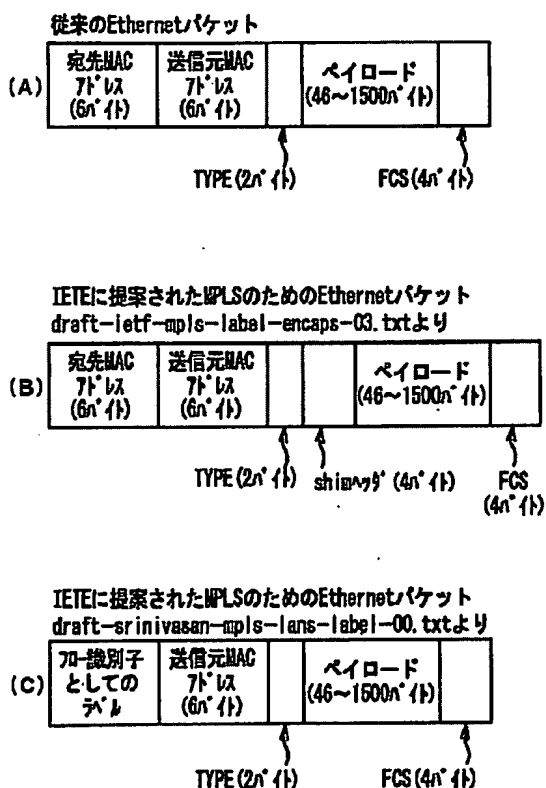 従来のEthernetパケット
(A)
宛先MAC
アドレス
(6バイト)
送信元MAC
アドレス
(6バイト)
ペイロード
(46～1500バイト)
TYPE(2バイト)
FCS(4バイト)
IETEに提案されたMPLSのためのEthernetパケット
draft-ietf-mpls-label-encaps-03.txtより
(B)
宛先MAC
アドレス
(6バイト)
送信元MAC
アドレス
(6バイト)
ペイロード
(46～1500バイト)
TYPE(2バイト)
shimヘッダ(4バイト)
FCS
(4バイト)
IETEに提案されたMPLSのためのEthernetパケット
draft-srinivasan-mpls-lans-label-00.txtより
(C)
フロー識別子
としての
ラベル
送信元MAC
アドレス
(6バイト)
ペイロード
(46～1500バイト)
TYPE(2バイト)
FCS(4バイト)